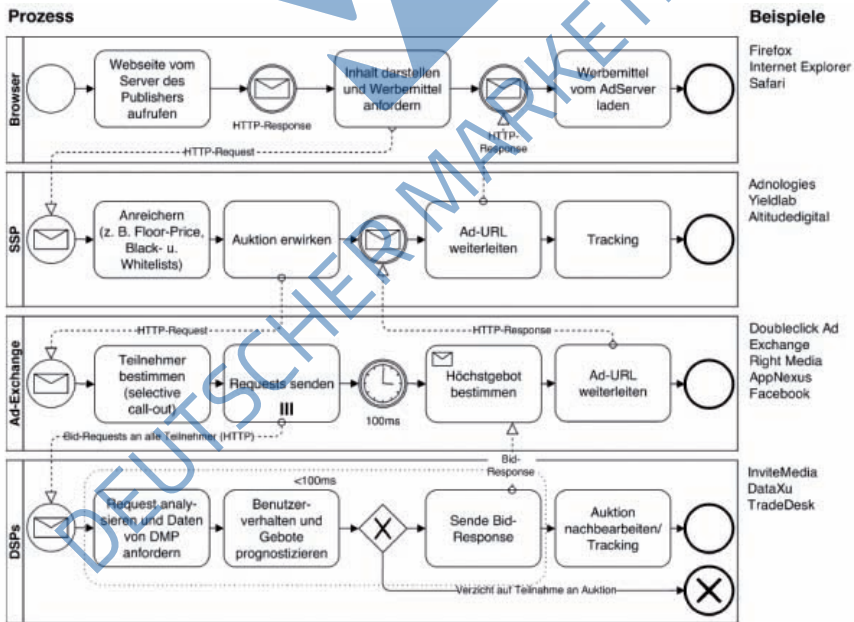 Prozess
Beispiele
Browser
Webseite vom
Server des
Publishers
aufrufen
HTTP-Response
Inhalt darstellen
und Werbemittel
anfordern
HTTP-
Response
Werbemittel
vom AdServer
laden
Firefox
Internet Explorer
Safari
HTTP-Request
SSP
Anreichern
(z. B. Floor-Price,
Black- u.
Whitelists)
Auktion erwirken
Ad-URL
weiterleiten
Tracking
Adnologies
Yieldlab
Altitudedigital
HTTP-Request
HTTP-Response
Ad-Exchange
Teilnehmer
bestimmen
(selective
call-out)
Requests senden
100ms
Höchstgebot
bestimmen
Ad-URL
weiterleiten
Doubleclick Ad
Exchange
Right Media
AppNexus
Facebook
Bid-Requests an alle Teilnehmer (HTTP)
Bid-
Response
DSPs
<100ms
Request analy-
sieren und Daten
von DMP
anfordern
Benutzer-
verhalten und
Gebote
prognostizieren
Sende Bid-
Response
Auktion
nachbearbeiten/
Tracking
Verzicht auf Teilnahme an Auktion
InviteMedia
DataXu
TradeDesk
DEUTSCHER MARKET